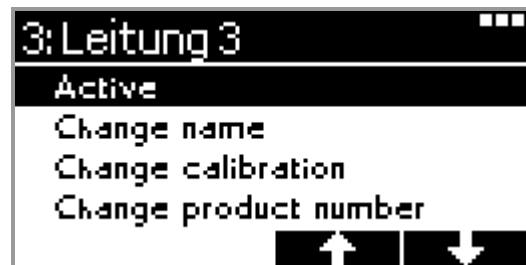 3: Leitung 3
Active
Change name
Change calibration
Change product number